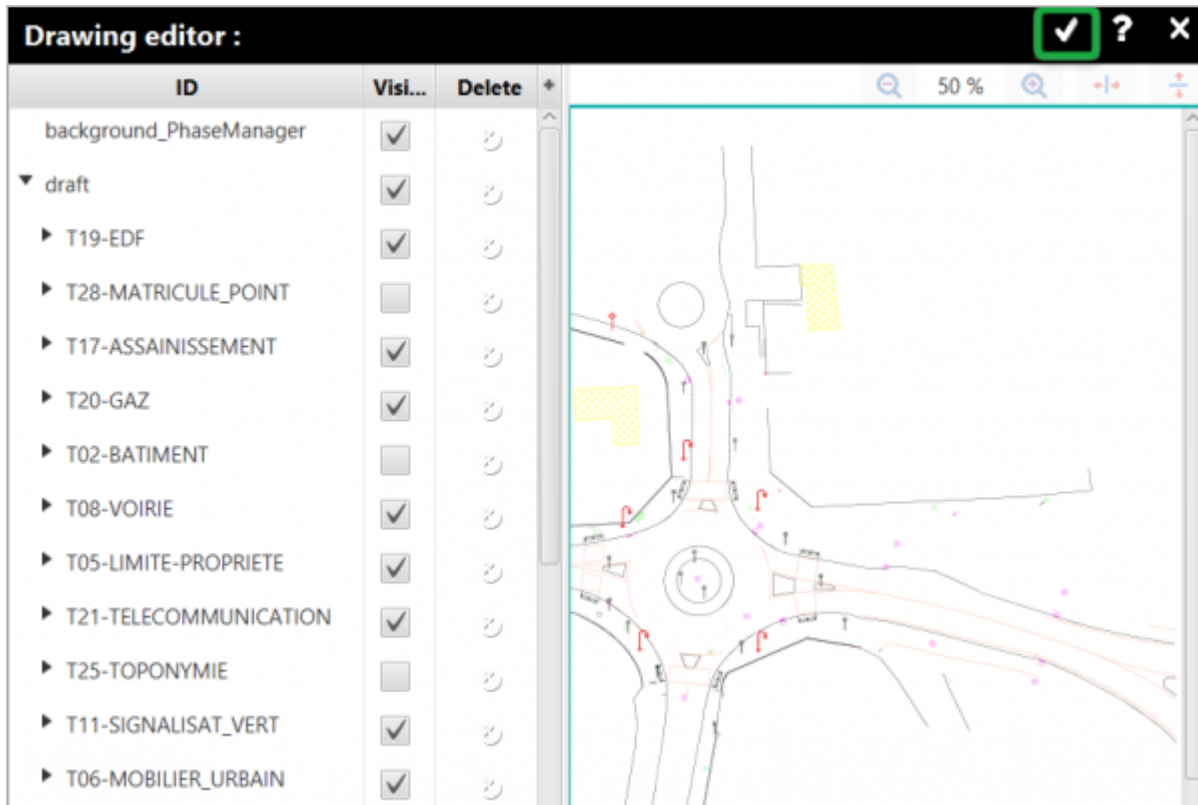 Drawing editor :
?
ID Visi... Delete +
50 %
background_PhaseManager
draft
T19-EDF
T28-MATRICULE_POINT
T17-ASSAINISSEMENT
T20-GAZ
T02-BATIMENT
T08-VOIRIE
T05-LIMITE-PROPRIETE
T21-TELECOMMUNICATION
T25-TOPONYMIE
T11-SIGNALISAT_VERT
T06-MOBILIER_URBAIN